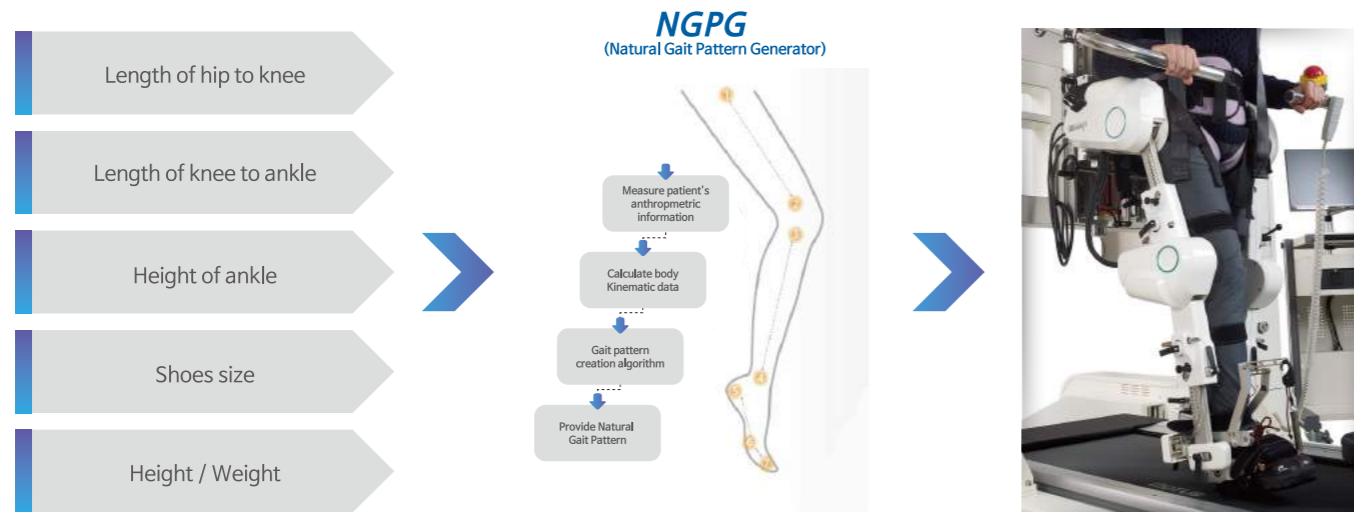 NGPG
(Natural Gait Pattern Generator)
Length of hip to knee
Length of knee to ankle
Height of ankle
Shoes size
Height / Weight
Measure patient's
anthropmetric
information
Calculate body
Kinematic data
Gait pattern
creation algorithm
Provide Natural
Gait Pattern